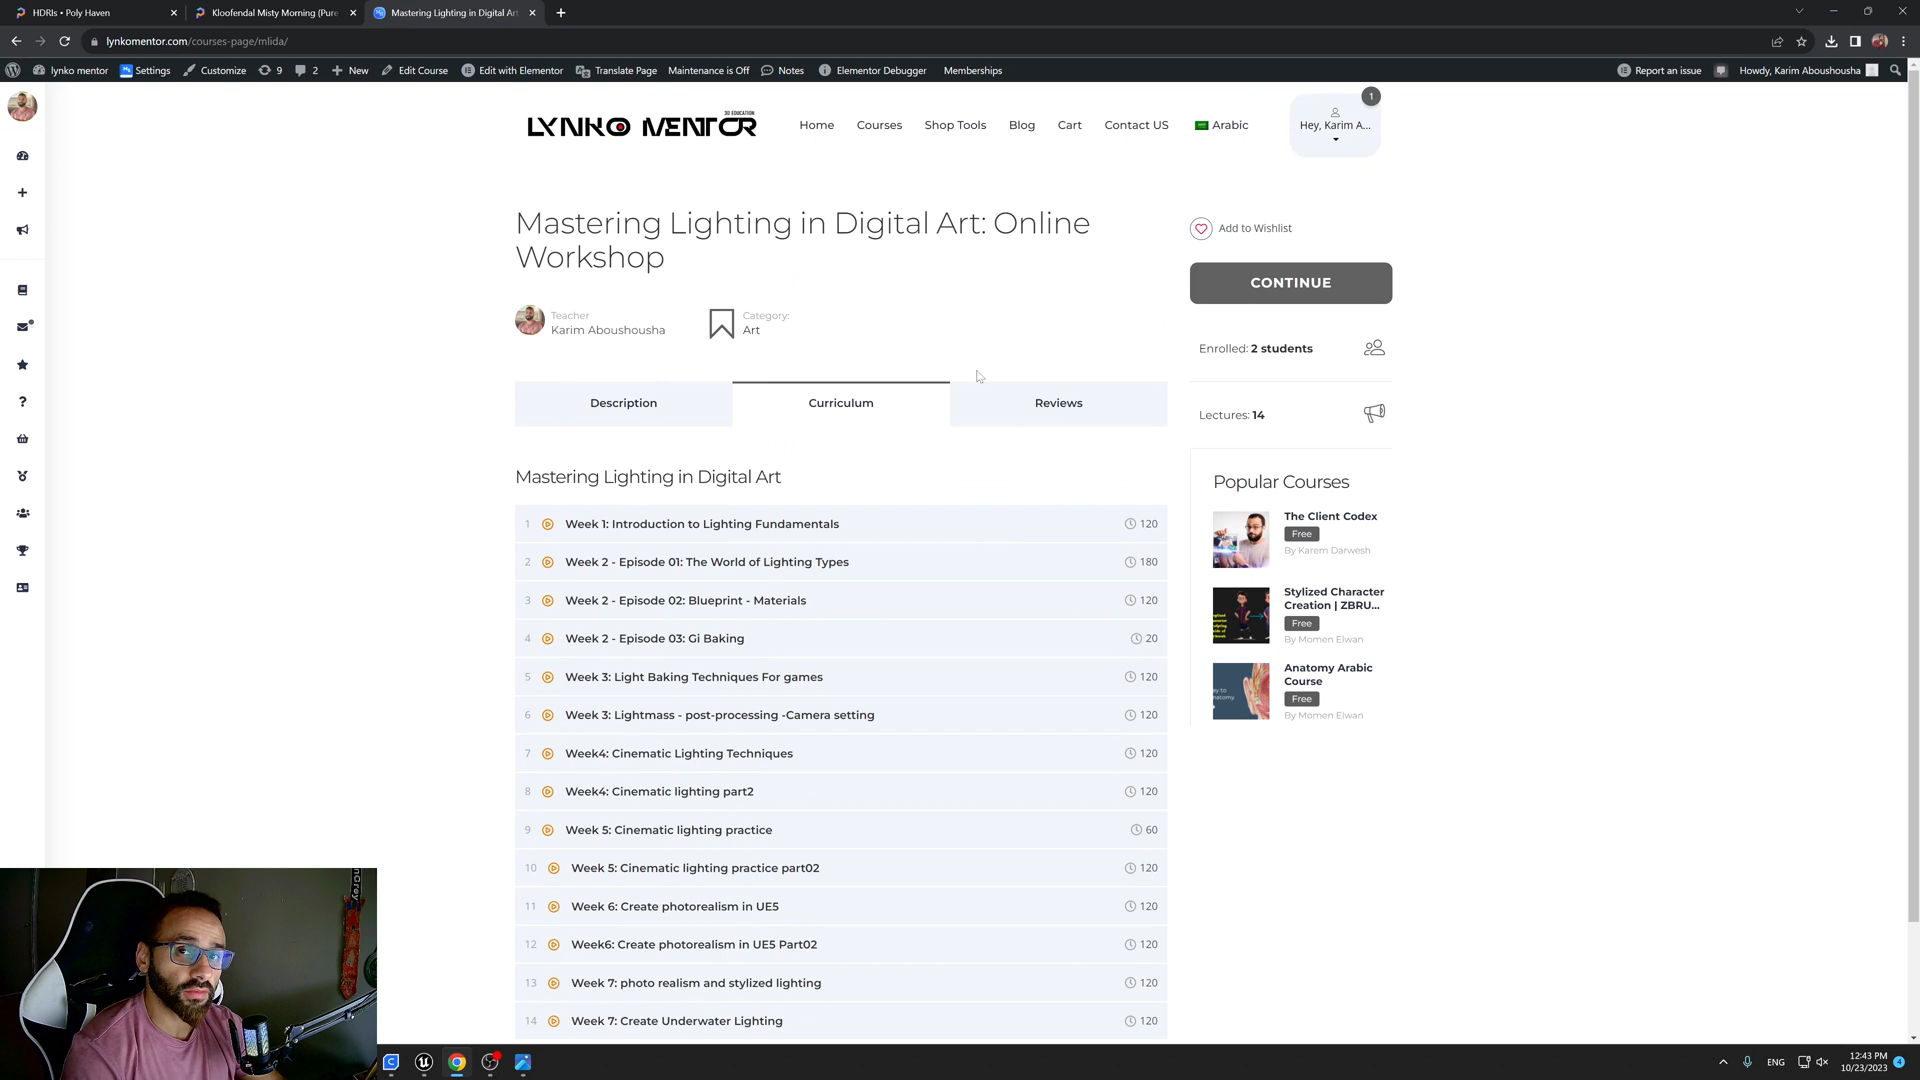 HDRIs • Poly Haven
Kloofendal Misty Morning (Pure
Mastering Lighting in Digital Art:
lynkomentor.com/courses-page/mlida/
lynko mentor
Settings
Customize
9
2
New
Edit Course
Edit with Elementor
Translate Page
Maintenance is Off
Notes
Elementor Debugger
Memberships
Report an issue
Howdy, Karim Aboushousha
3D EDUCATION
LYNKO MENTOR
Home
Courses
Shop Tools
Blog
Cart
Contact US
Arabic
1
Hey, Karim A...
Mastering Lighting in Digital Art: Online
Workshop
Teacher
Karim Aboushousha
Category:
Art
Add to Wishlist
CONTINUE
Enrolled: 2 students
Lectures: 14
Description
Curriculum
Reviews
Mastering Lighting in Digital Art
1 Week 1: Introduction to Lighting Fundamentals 120
2 Week 2 - Episode 01: The World of Lighting Types 180
3 Week 2 - Episode 02: Blueprint - Materials 120
4 Week 2 - Episode 03: Gi Baking 20
5 Week 3: Light Baking Techniques For games 120
6 Week 3: Lightmass - post-processing -Camera setting 120
7 Week4: Cinematic Lighting Techniques 120
8 Week4: Cinematic lighting part2 120
9 Week 5: Cinematic lighting practice 60
10 Week 5: Cinematic lighting practice part02 120
11 Week 6: Create photorealism in UE5 120
12 Week6: Create photorealism in UE5 Part02 120
13 Week 7: photo realism and stylized lighting 120
14 Week 7: Create Underwater Lighting 120
Popular Courses
The Client Codex
Free
By Karem Darwesh
Stylized Character
Creation | ZBRU...
Free
By Momen Elwan
Anatomy Arabic
Course
Free
By Momen Elwan
ENG
12:43 PM
10/23/2023
4